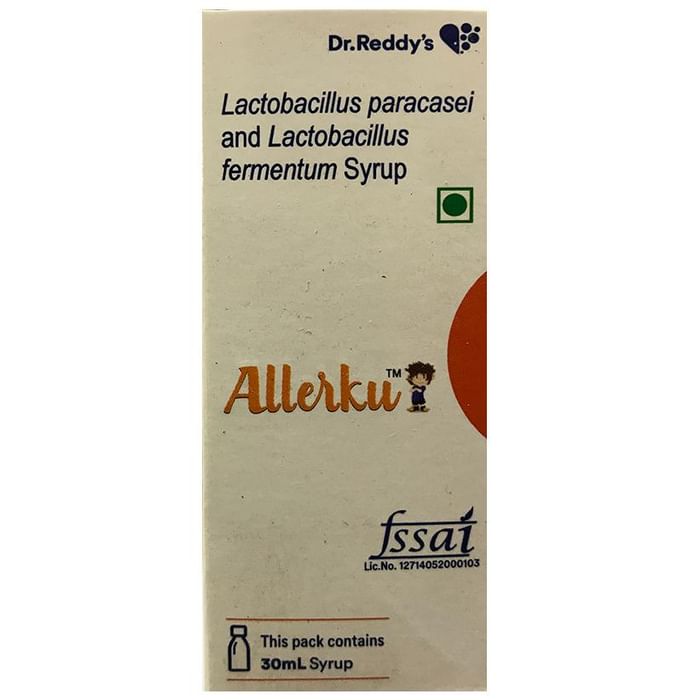 Dr.Reddy's
Lactobacillus paracasei
and Lactobacillus
fermentum Syrup
Allerku™
fssai
Lic.No. 12714052000103
This pack contains
30mL Syrup